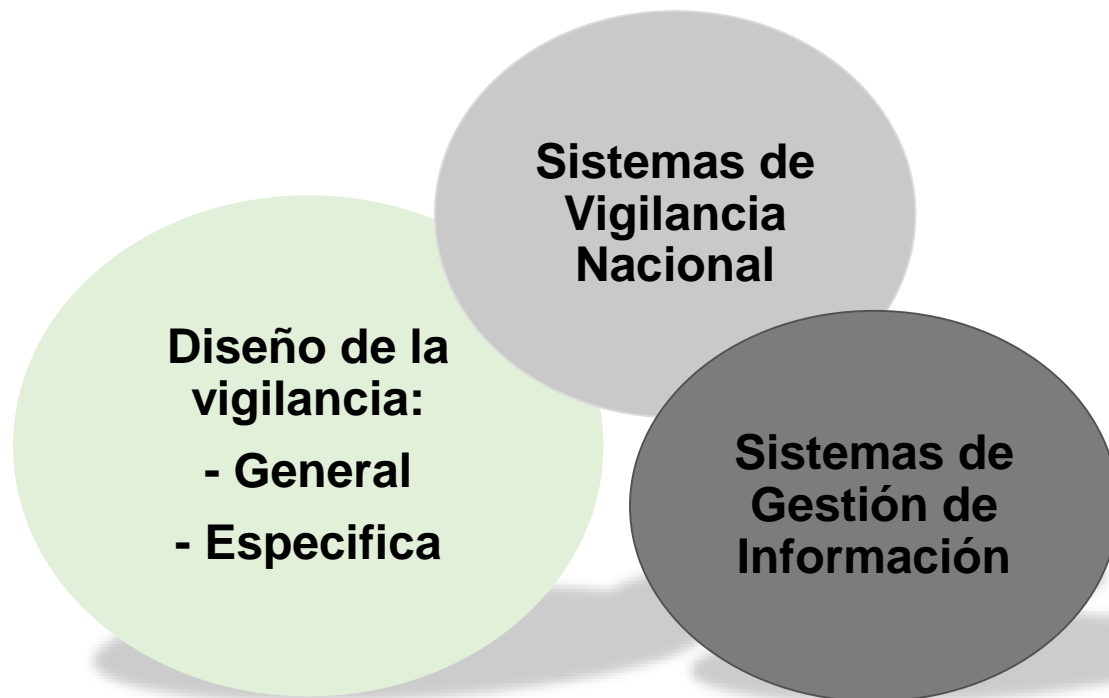 Sistemas de
Vigilancia
Nacional
Diseño de la
vigilancia:
- General
- Especifica
Sistemas de
Gestión de
Información